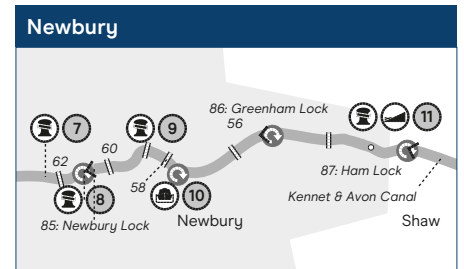 Newbury
86: Greenham Lock
7
9
11
60
56
62
87: Ham Lock
58
8
10
Kennet & Avon Canal
85: Newbury Lock
Newbury
Shaw